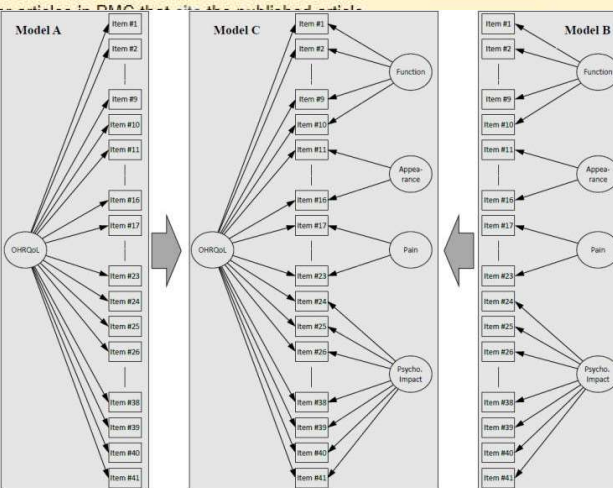 Model A
Item #1
Item #2
Item #9
Item #10
Item #11
Item #16
Item #17
OHRQoL
Item #23
Item #24
Item #25
Item #26
Item #38
Item #39
Item #40
Item #41
Model C
Item #1
Item #2
Function
Item #9
Item #10
Item #11
Appea-
rance
Item #16
Item #17
OHRQoL
Pain
Item #23
Item #24
Item #25
Item #26
Psycho.
Impact
Item #38
Item #39
Item #40
Item #41
Model B
Item #1
Item #2
Function
Item #9
Item #10
Item #11
Appea-
rance
Item #16
Item #17
Pain
Item #23
Item #24
Item #25
Item #26
Psycho.
Impact
Item #38
Item #39
Item #40
Item #41